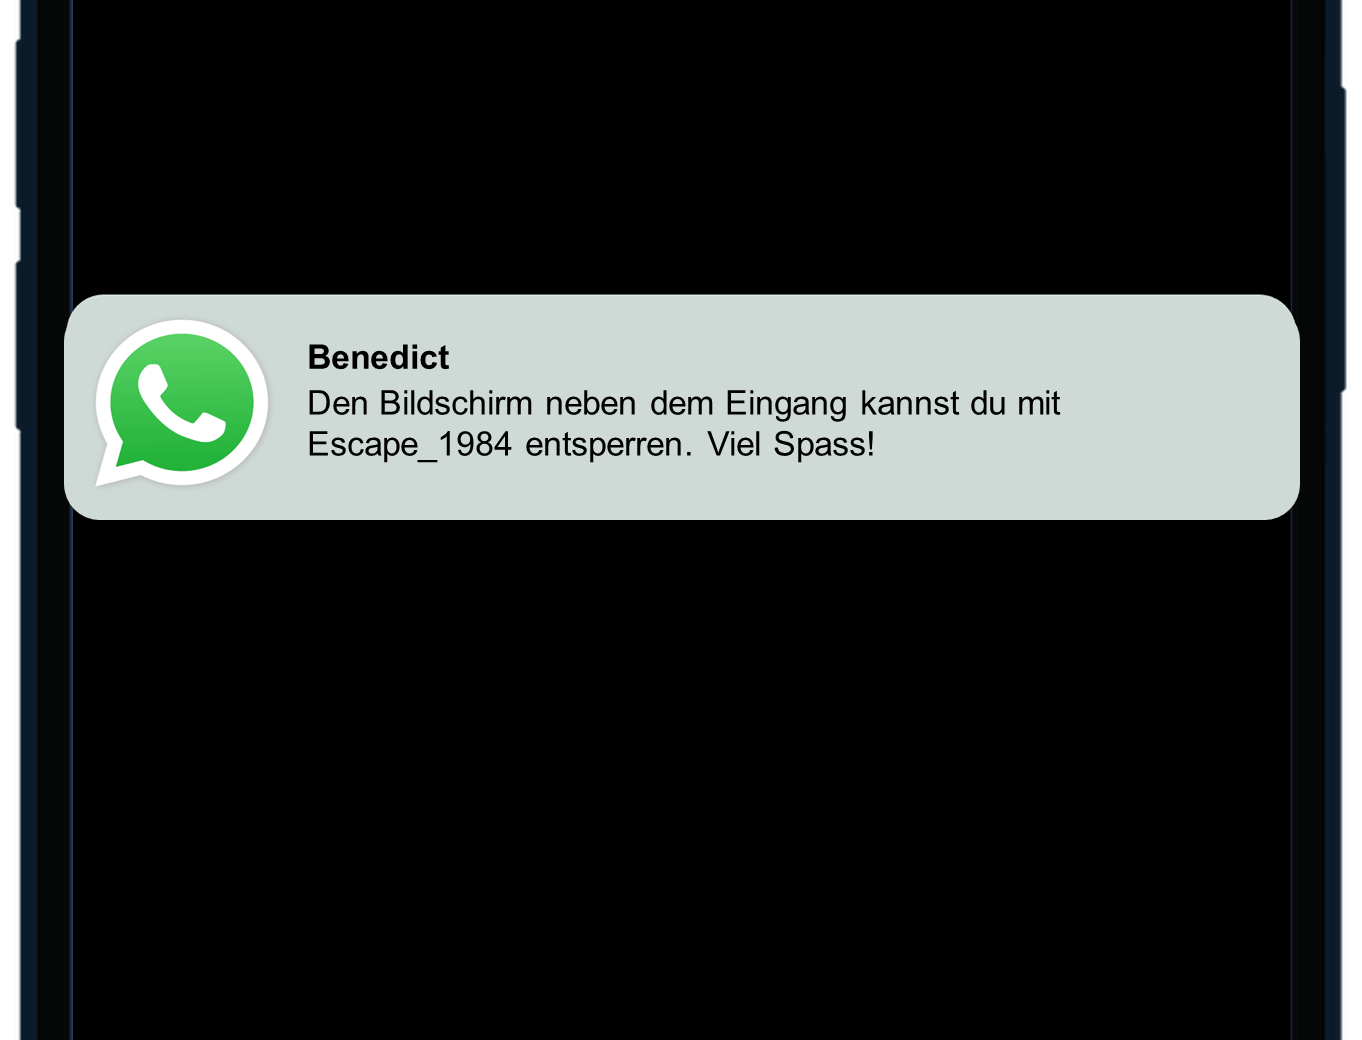 Benedict
Den Bildschirm neben dem Eingang kannst du mit
Escape_1984 entsperren. Viel Spass!